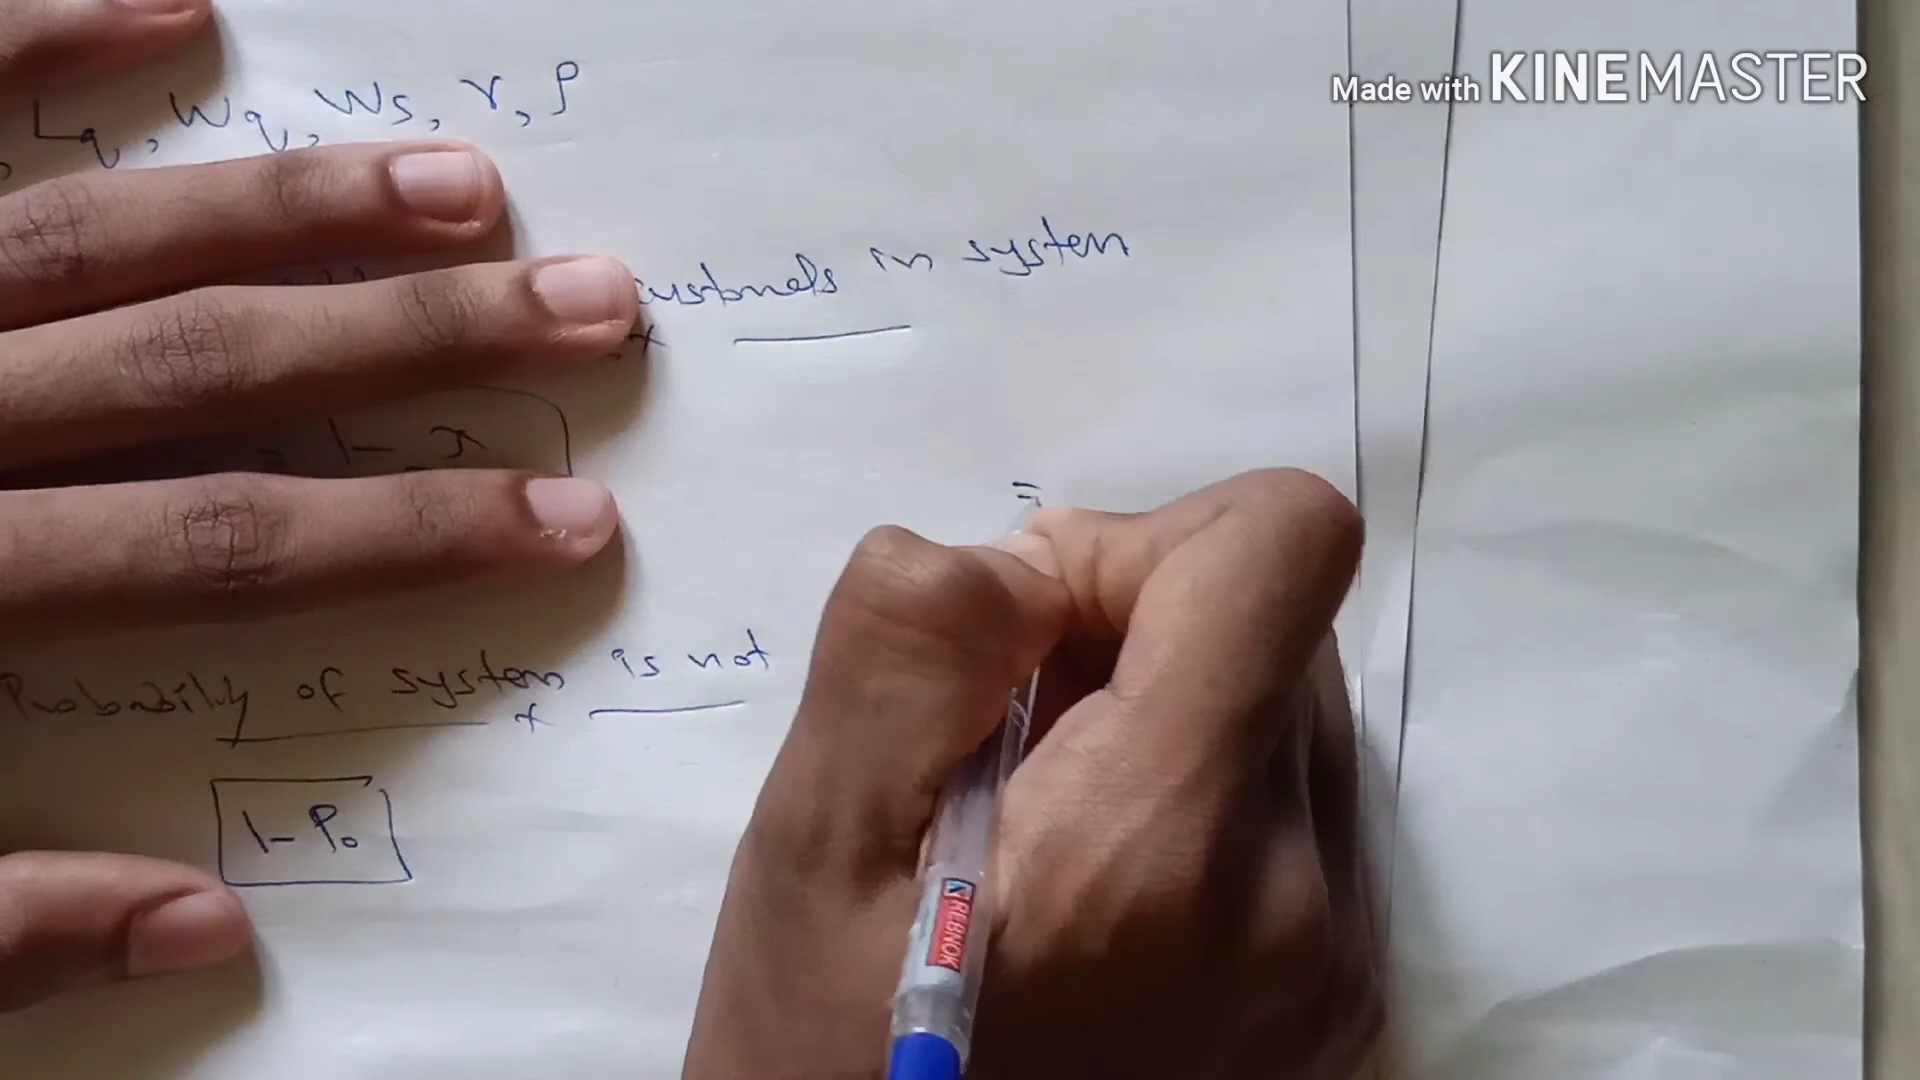 Made with KINEMASTER
, Lq, Wq, Ws, r, ρ
customers in system
x
= 1 - λ
=
Probability of system is not
x
1 - P₀
REBNOK